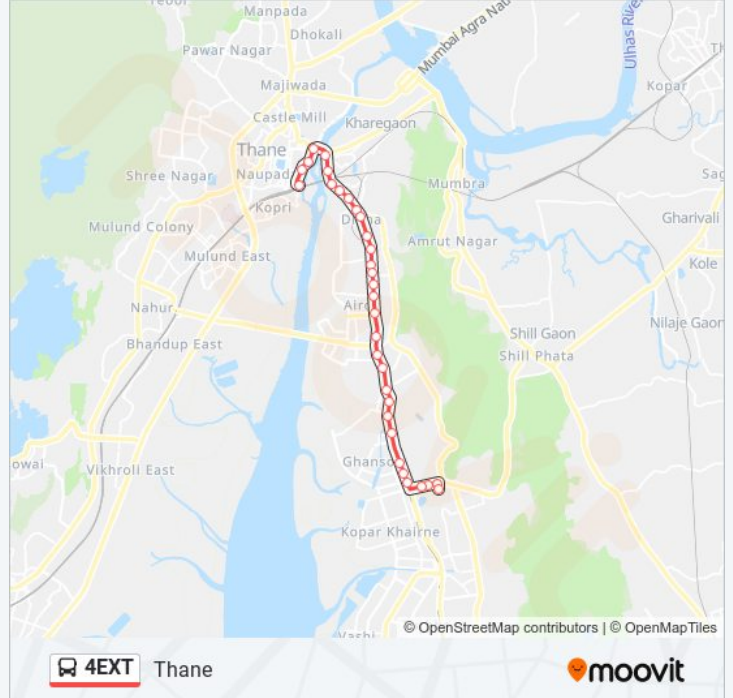 Manpada
Dhokali
Pawar Nagar
Mumbai Agra Nat
Ulhas River
Majiwada
Kopar
Castle Mill
Kharegaon
Thane
Shree Nagar
Naupad
Mumbra
Kopri
Gharivali
Mulund Colony
Amrut Nagar
Mulund East
Kole
Nahur
Airo
Nilaje Gaon
Bhandup East
Shill Gaon
Shill Phata
owai
Vikhroli East
Ghanso
Kopar Khairne
Vashi
© OpenStreetMap contributors | © OpenMapTiles
4EXT Thane
moovit